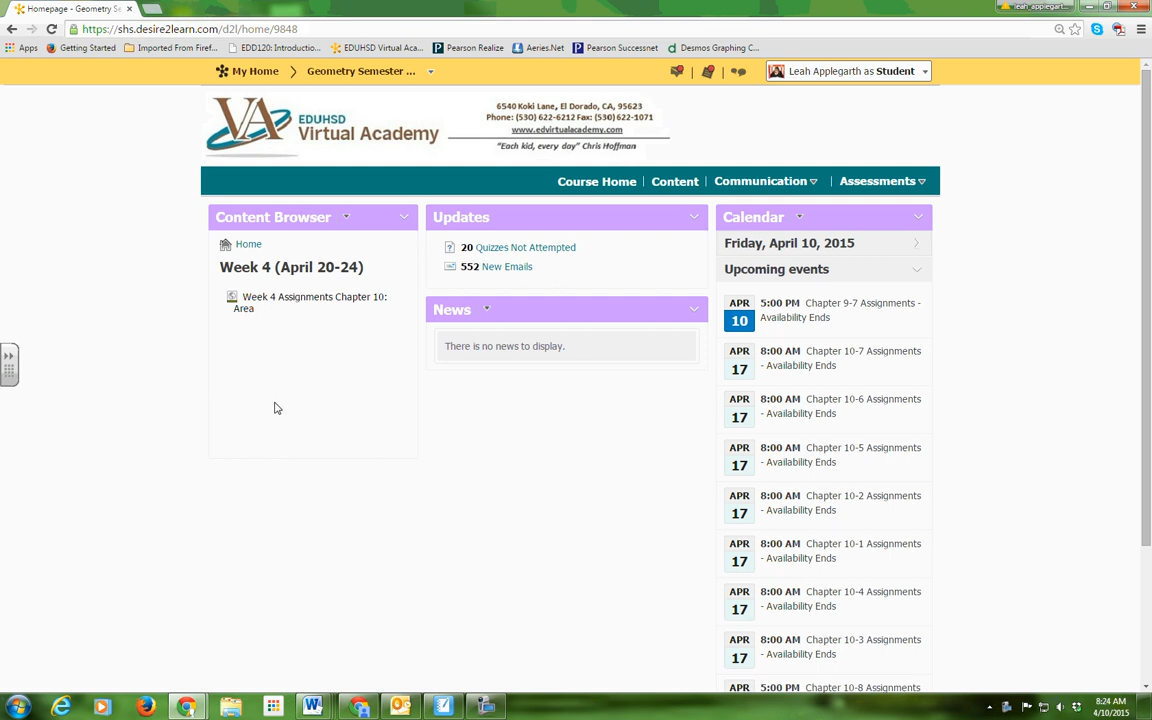 Homepage - Geometry Se
leah_applegart...
https://shs.desire2learn.com/d2l/home/9848
Apps
Getting Started
Imported From Firef...
EDD120: Introductio...
EDUHSD Virtual Aca...
Pearson Realize
Aeries.Net
Pearson Successnet
Desmos Graphing C...
My Home
Geometry Semester ...
Leah Applegarth as Student
VA EDUHSD
Virtual Academy
6540 Koki Lane, El Dorado, CA, 95623
Phone: (530) 622-6212 Fax: (530) 622-1071
www.edvirtualacademy.com
"Each kid, every day" Chris Hoffman
Course Home
Content
Communication
Assessments
Content Browser
Home
Week 4 (April 20-24)
Week 4 Assignments Chapter 10:
Area
Updates
20 Quizzes Not Attempted
552 New Emails
News
There is no news to display.
Calendar
Friday, April 10, 2015
Upcoming events
APR
10
5:00 PM Chapter 9-7 Assignments -
Availability Ends
APR
17
8:00 AM Chapter 10-7 Assignments
- Availability Ends
APR
17
8:00 AM Chapter 10-6 Assignments
- Availability Ends
APR
17
8:00 AM Chapter 10-5 Assignments
- Availability Ends
APR
17
8:00 AM Chapter 10-2 Assignments
- Availability Ends
APR
17
8:00 AM Chapter 10-1 Assignments
- Availability Ends
APR
17
8:00 AM Chapter 10-4 Assignments
- Availability Ends
APR
17
8:00 AM Chapter 10-3 Assignments
- Availability Ends
APR
5:00 PM Chapter 10-8 Assignments
8:24 AM
4/10/2015